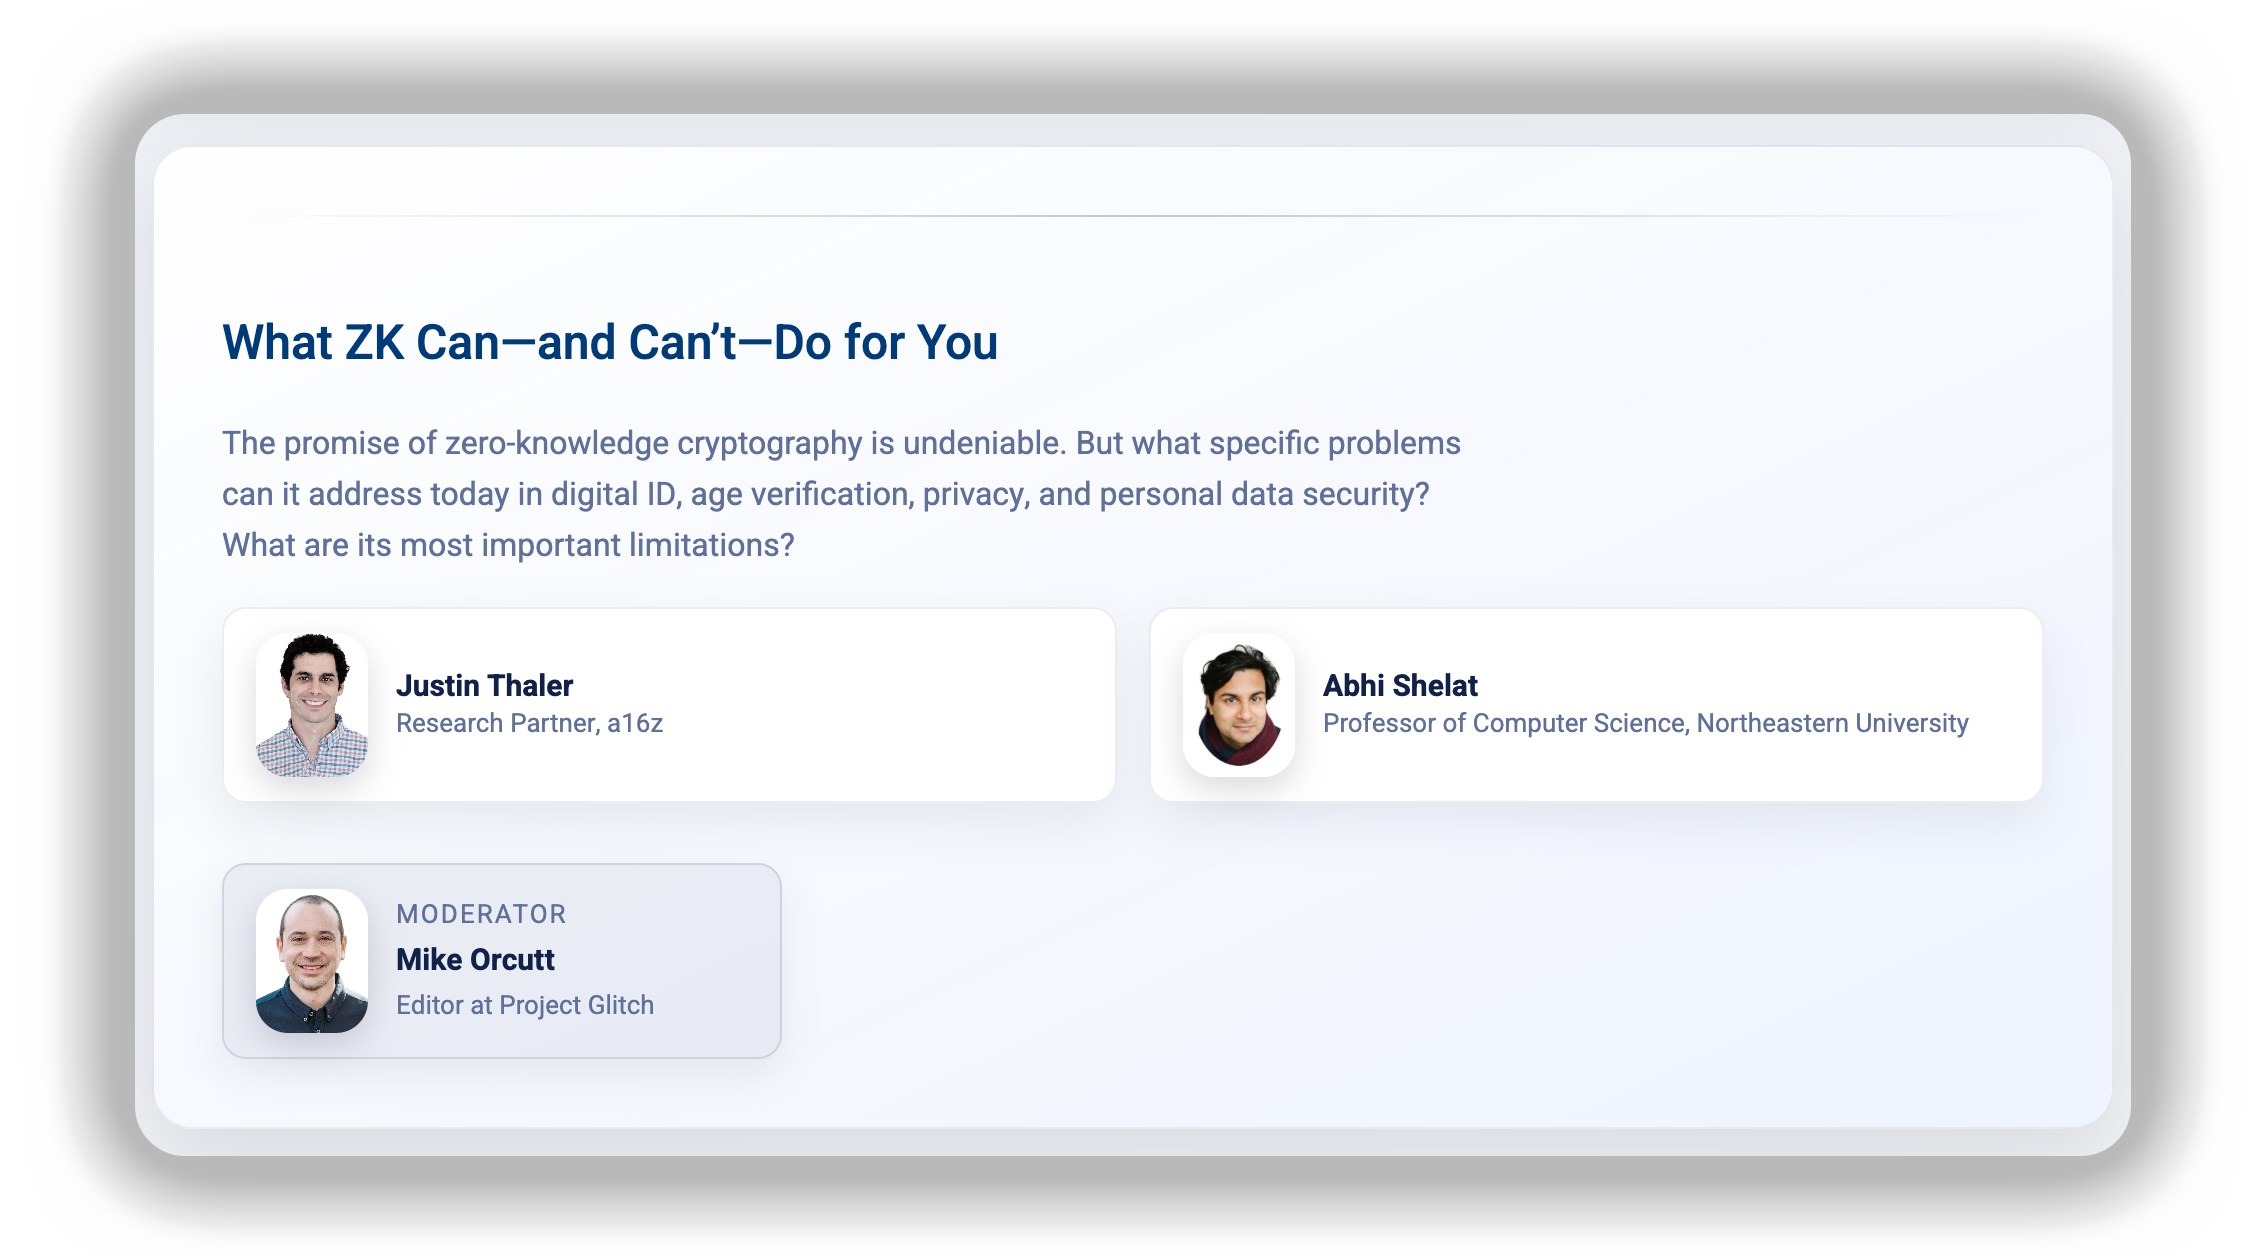 What ZK Can—and Can’t—Do for You
The promise of zero-knowledge cryptography is undeniable. But what specific problems
can it address today in digital ID, age verification, privacy, and personal data security?
What are its most important limitations?
Justin Thaler
Research Partner, a16z
Abhi Shelat
Professor of Computer Science, Northeastern University
MODERATOR
Mike Orcutt
Editor at Project Glitch